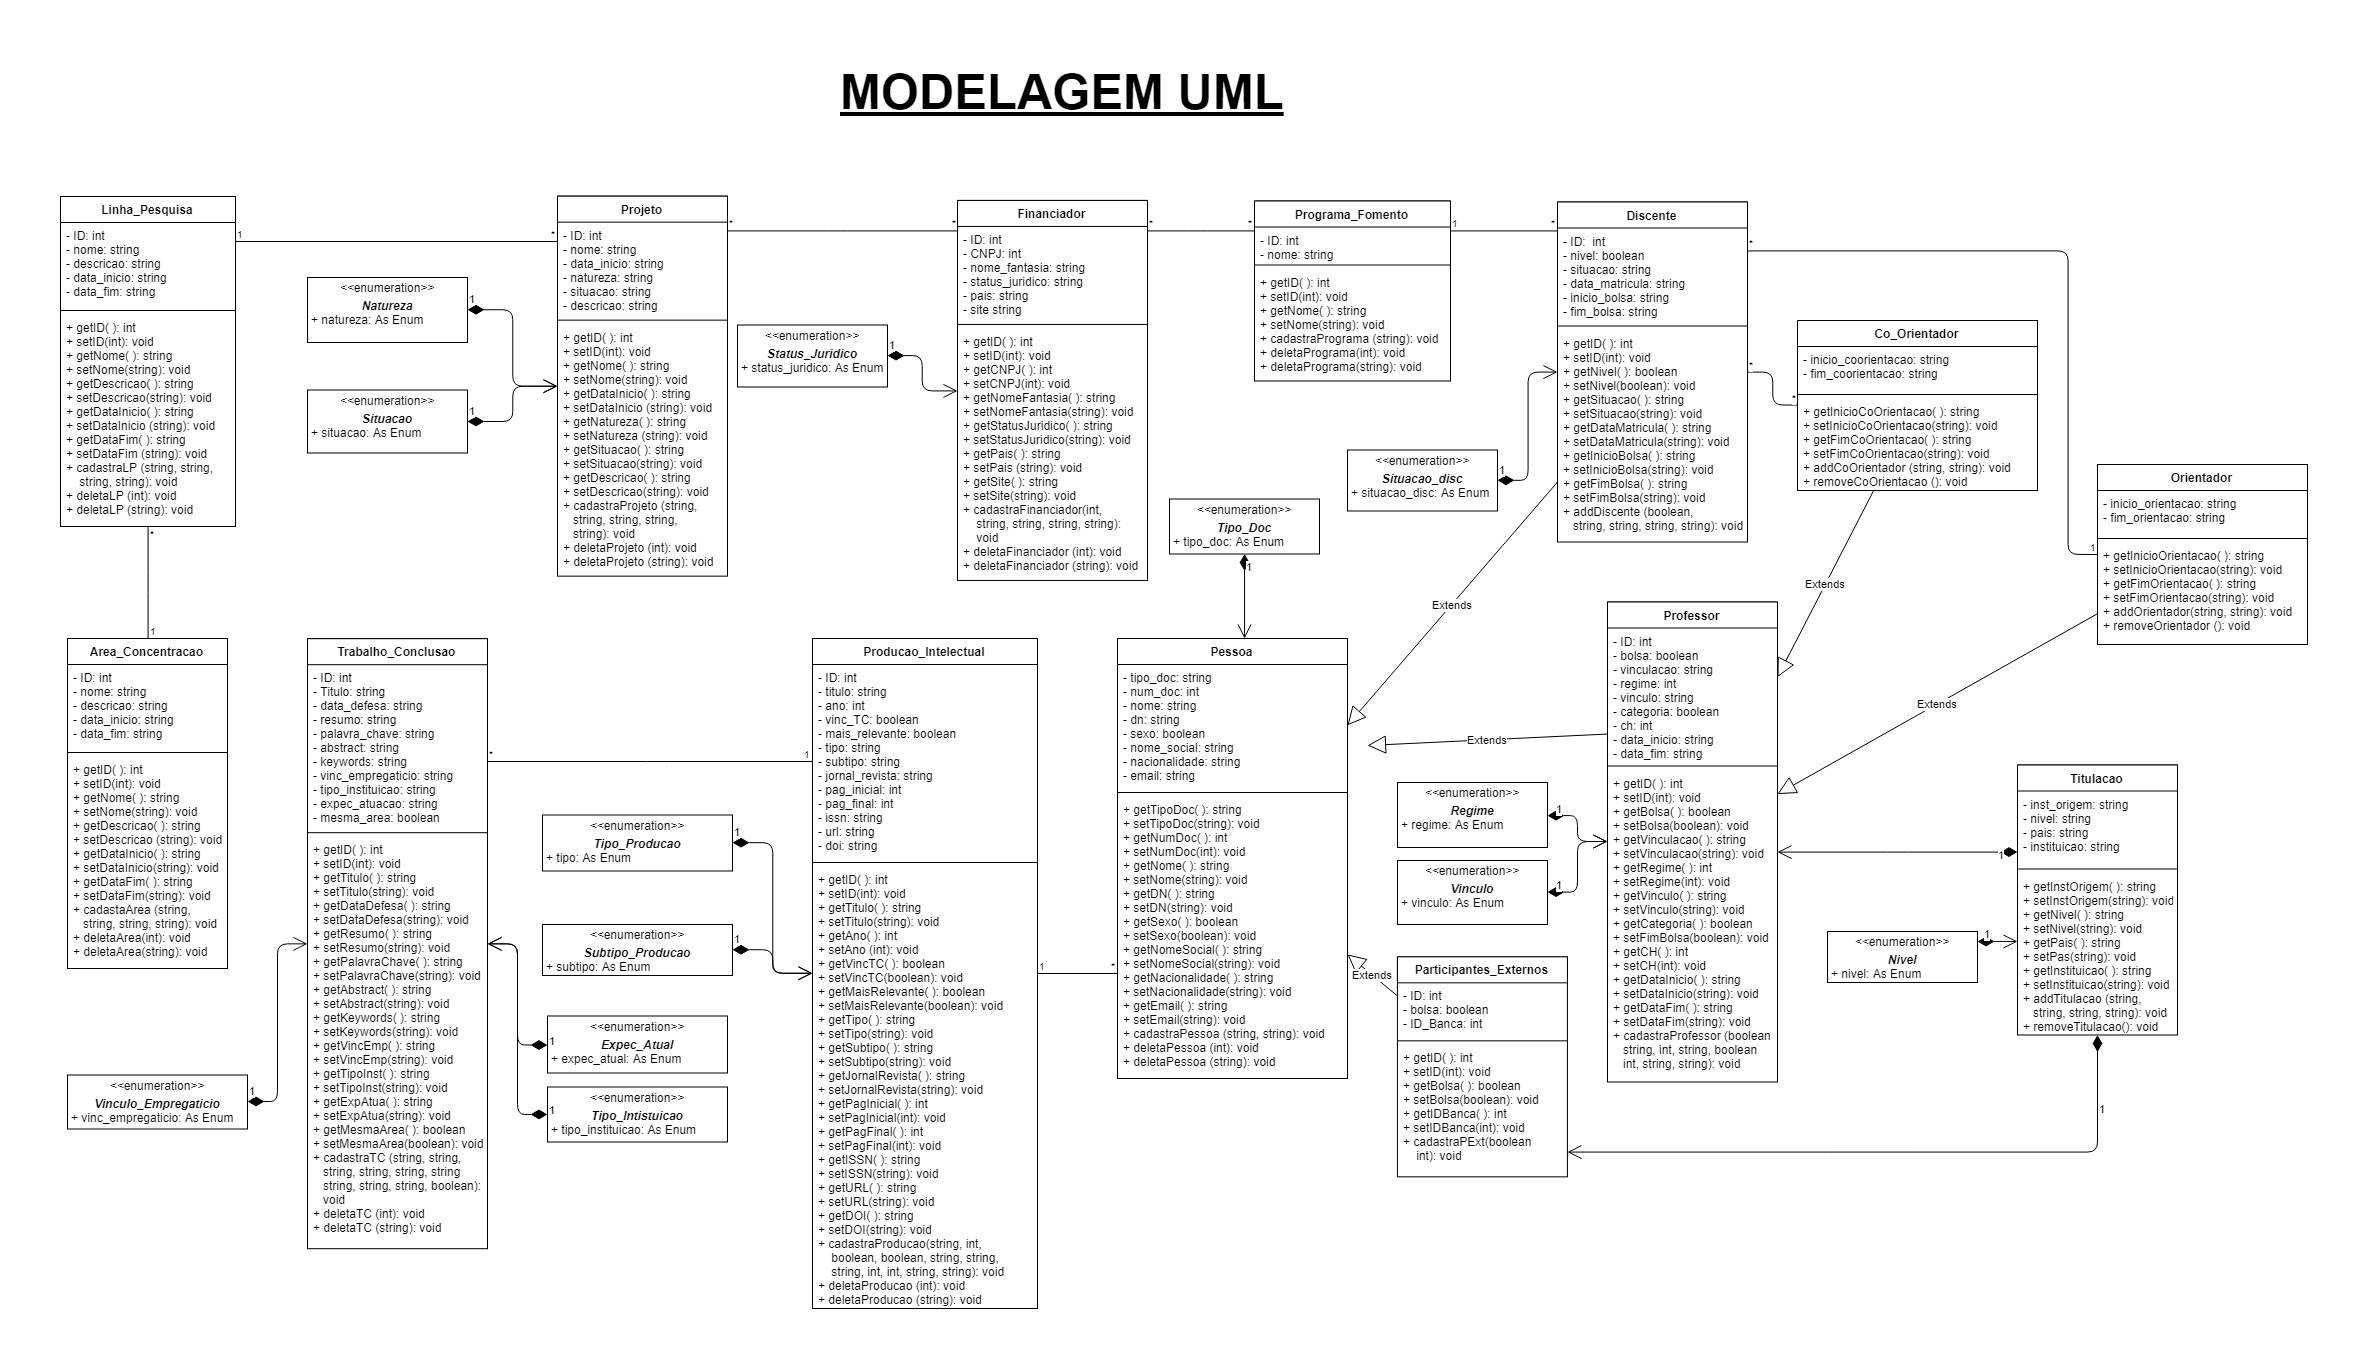 MODELAGEM UML
Linha_Pesquisa
- ID: int
- nome: string
- descricao: string
- data_inicio: string
- data_fim: string
+ getID( ): int
+ setID(int): void
+ getNome( ): string
+ setNome(string): void
+ getDescricao( ): string
+ setDescricao(string): void
+ getDataInicio( ): string
+ setDataInicio (string): void
+ getDataFim( ): string
+ setDataFim (string): void
+ cadastraLP (string, string,
string, string): void
+ deletaLP (int): void
+ deletaLP (string): void
1
*
*
1
<<enumeration>>
Natureza
+ natureza: As Enum
1
<<enumeration>>
Situacao
+ situacao: As Enum
1
Projeto
- ID: int
- nome: string
- data_inicio: string
- natureza: string
- situacao: string
- descricao: string
+ getID( ): int
+ setID(int): void
+ getNome( ): string
+ setNome(string): void
+ getDataInicio( ): string
+ setDataInicio (string): void
+ getNatureza( ): string
+ setNatureza (string): void
+ getSituacao( ): string
+ setSituacao(string): void
+ getDescricao( ): string
+ setDescricao(string): void
+ cadastraProjeto (string,
string, string, string,
string): void
+ deletaProjeto (int): void
+ deletaProjeto (string): void
*
*
<<enumeration>>
Status_Juridico
+ status_juridico: As Enum
1
Financiador
- ID: int
- CNPJ: int
- nome_fantasia: string
- status_juridico: string
- pais: string
- site string
+ getID( ): int
+ setID(int): void
+ getCNPJ( ): int
+ setCNPJ(int): void
+ getNomeFantasia( ): string
+ setNomeFantasia(string): void
+ getStatusJuridico( ): string
+ setStatusJuridico(string): void
+ getPais( ): string
+ setPais (string): void
+ getSite( ): string
+ setSite(string): void
+ cadastraFinanciador(int,
string, string, string, string):
void
+ deletaFinanciador (int): void
+ deletaFinanciador (string): void
*
*
Programa_Fomento
- ID: int
- nome: string
+ getID( ): int
+ setID(int): void
+ getNome( ): string
+ setNome(string): void
+ cadastraPrograma (string): void
+ deletaPrograma(int): void
+ deletaPrograma(string): void
1
*
<<enumeration>>
Situacao_disc
+ situacao_disc: As Enum
1
<<enumeration>>
Tipo_Doc
+ tipo_doc: As Enum
1
Discente
- ID:  int
- nivel: boolean
- situacao: string
- data_matricula: string
- inicio_bolsa: string
- fim_bolsa: string
+ getID( ): int
+ setID(int): void
+ getNivel( ): boolean
+ setNivel(boolean): void
+ getSituacao( ): string
+ setSituacao(string): void
+ getDataMatricula( ): string
+ setDataMatricula(string): void
+ getInicioBolsa( ): string
+ setInicioBolsa(string): void
+ getFimBolsa( ): string
+ setFimBolsa(string): void
+ addDiscente (boolean,
string, string, string, string): void
*
*
*
1
Co_Orientador
- inicio_coorientacao: string
- fim_coorientacao: string
+ getInicioCoOrientacao( ): string
+ setInicioCoOrientacao(string): void
+ getFimCoOrientacao( ): string
+ setFimCoOrientacao(string): void
+ addCoOrientador (string, string): void
+ removeCoOrientacao (): void
Orientador
- inicio_orientacao: string
- fim_orientacao: string
+ getInicioOrientacao( ): string
+ setInicioOrientacao(string): void
+ getFimOrientacao( ): string
+ setFimOrientacao(string): void
+ addOrientador(string, string): void
+ removeOrientador (): void
Extends
Extends
Extends
Extends
Extends
Area_Concentracao
- ID: int
- nome: string
- descricao: string
- data_inicio: string
- data_fim: string
+ getID( ): int
+ setID(int): void
+ getNome( ): string
+ setNome(string): void
+ getDescricao( ): string
+ setDescricao (string): void
+ getDataInicio( ): string
+ setDataInicio(string): void
+ getDataFim( ): string
+ setDataFim(string): void
+ cadastaArea (string,
string, string, string): void
+ deletaArea(int): void
+ deletaArea(string): void
<<enumeration>>
Vinculo_Empregaticio
+ vinc_empregaticio: As Enum
1
Trabalho_Conclusao
- ID: int
- Titulo: string
- data_defesa: string
- resumo: string
- palavra_chave: string
- abstract: string
- keywords: string
- vinc_empregaticio: string
- tipo_instituicao: string
- expec_atuacao: string
- mesma_area: boolean
+ getID( ): int
+ setID(int): void
+ getTitulo( ): string
+ setTitulo(string): void
+ getDataDefesa( ): string
+ setDataDefesa(string): void
+ getResumo( ): string
+ setResumo(string): void
+ getPalavraChave( ): string
+ setPalavraChave(string): void
+ getAbstract( ): string
+ setAbstract(string): void
+ getKeywords( ): string
+ setKeywords(string): void
+ getVincEmp( ): string
+ setVincEmp(string): void
+ getTipoInst( ): string
+ setTipoInst(string): void
+ getExpAtua( ): string
+ setExpAtua(string): void
+ getMesmaArea( ): boolean
+ setMesmaArea(boolean): void
+ cadastraTC (string, string,
string, string, string, string
string, string, string, boolean):
void
+ deletaTC (int): void
+ deletaTC (string): void
*
1
<<enumeration>>
Tipo_Producao
+ tipo: As Enum
1
<<enumeration>>
Subtipo_Producao
+ subtipo: As Enum
1
<<enumeration>>
Expec_Atual
+ expec_atual: As Enum
1
<<enumeration>>
Tipo_Intistuicao
+ tipo_instituicao: As Enum
1
Producao_Intelectual
- ID: int
- titulo: string
- ano: int
- vinc_TC: boolean
- mais_relevante: boolean
- tipo: string
- subtipo: string
- jornal_revista: string
- pag_inicial: int
- pag_final: int
- issn: string
- url: string
- doi: string
+ getID( ): int
+ setID(int): void
+ getTitulo( ): string
+ setTitulo(string): void
+ getAno( ): int
+ setAno (int): void
+ getVincTC( ): boolean
+ setVincTC(boolean): void
+ getMaisRelevante( ): boolean
+ setMaisRelevante(boolean): void
+ getTipo( ): string
+ setTipo(string): void
+ getSubtipo( ): string
+ setSubtipo(string): void
+ getJornalRevista( ): string
+ setJornalRevista(string): void
+ getPagInicial( ): int
+ setPagInicial(int): void
+ getPagFinal( ): int
+ setPagFinal(int): void
+ getISSN( ): string
+ setISSN(string): void
+ getURL( ): string
+ setURL(string): void
+ getDOI( ): string
+ setDOI(string): void
+ cadastraProducao(string, int,
boolean, boolean, string, string,
string, int, int, string, string): void
+ deletaProducao (int): void
+ deletaProducao (string): void
1
*
Pessoa
- tipo_doc: string
- num_doc: int
- nome: string
- dn: string
- sexo: boolean
- nome_social: string
- nacionalidade: string
- email: string
+ getTipoDoc( ): string
+ setTipoDoc(string): void
+ getNumDoc( ): int
+ setNumDoc(int): void
+ getNome( ): string
+ setNome(string): void
+ getDN( ): string
+ setDN(string): void
+ getSexo( ): boolean
+ setSexo(boolean): void
+ getNomeSocial( ): string
+ setNomeSocial(string): void
+ getNacionalidade( ): string
+ setNacionalidade(string): void
+ getEmail( ): string
+ setEmail(string): void
+ cadastraPessoa (string, string): void
+ deletaPessoa (int): void
+ deletaPessoa (string): void
<<enumeration>>
Regime
+ regime: As Enum
1
<<enumeration>>
Vinculo
+ vinculo: As Enum
1
Participantes_Externos
- ID: int
- bolsa: boolean
- ID_Banca: int
+ getID( ): int
+ setID(int): void
+ getBolsa( ): boolean
+ setBolsa(boolean): void
+ getIDBanca( ): int
+ setIDBanca(int): void
+ cadastraPExt(boolean
int): void
Professor
- ID: int
- bolsa: boolean
- vinculacao: string
- regime: int
- vinculo: string
- categoria: boolean
- ch: int
- data_inicio: string
- data_fim: string
+ getID( ): int
+ setID(int): void
+ getBolsa( ): boolean
+ setBolsa(boolean): void
+ getVinculacao( ): string
+ setVinculacao(string): void
+ getRegime( ): int
+ setRegime(int): void
+ getVinculo( ): string
+ setVinculo(string): void
+ getCategoria( ): boolean
+ setFimBolsa(boolean): void
+ getCH( ): int
+ setCH(int): void
+ getDataInicio( ): string
+ setDataInicio(string): void
+ getDataFim( ): string
+ setDataFim(string): void
+ cadastraProfessor (boolean
string, int, string, boolean
int, string, string): void
<<enumeration>>
Nivel
+ nivel: As Enum
1
1
Titulacao
- inst_origem: string
- nivel: string
- pais: string
- instituicao: string
+ getInstOrigem( ): string
+ setInstOrigem(string): void
+ getNivel( ): string
+ setNivel(string): void
+ getPais( ): string
+ setPas(string): void
+ getInstituicao( ): string
+ setInstituicao(string): void
+ addTitulacao (string,
string, string, string): void
+ removeTitulacao(): void
1